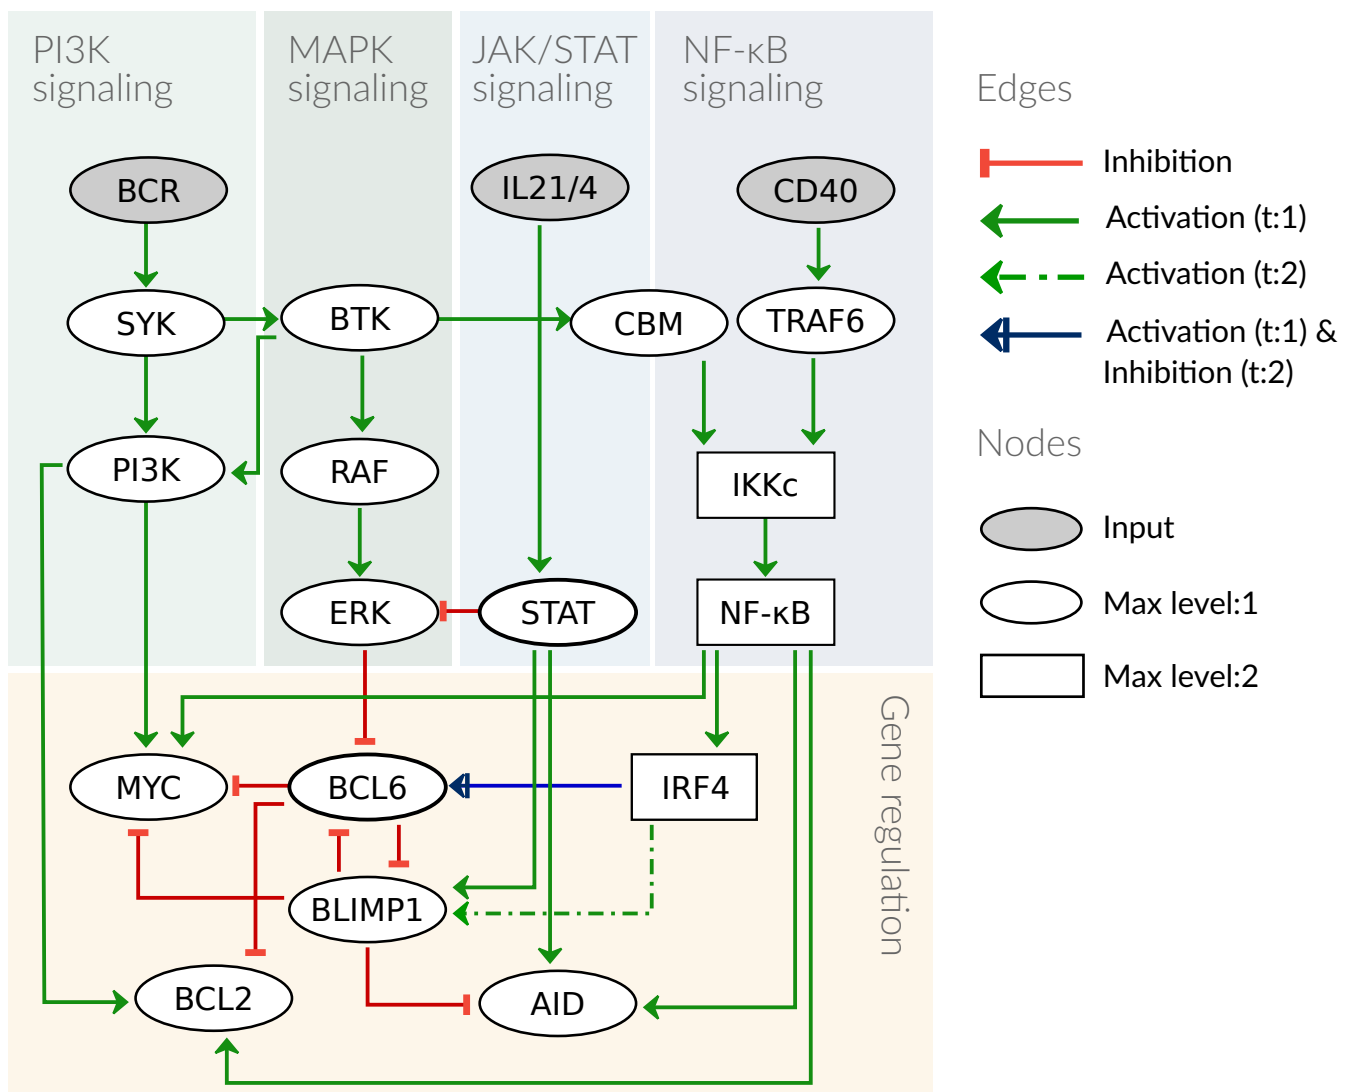 PI3K
signaling
MAPK
signaling
JAK/STAT
signaling
NF-κB
signaling
BCR
IL21/4
CD40
SYK
BTK
CBM
TRAF6
PI3K
RAF
IKKc
ERK
STAT
NF-κB
MYC
BCL6
IRF4
BLIMP1
BCL2
AID
Gene regulation
Edges
Inhibition
Activation (t:1)
Activation (t:2)
Activation (t:1) &
Inhibition (t:2)
Nodes
Input
Max level:1
Max level:2